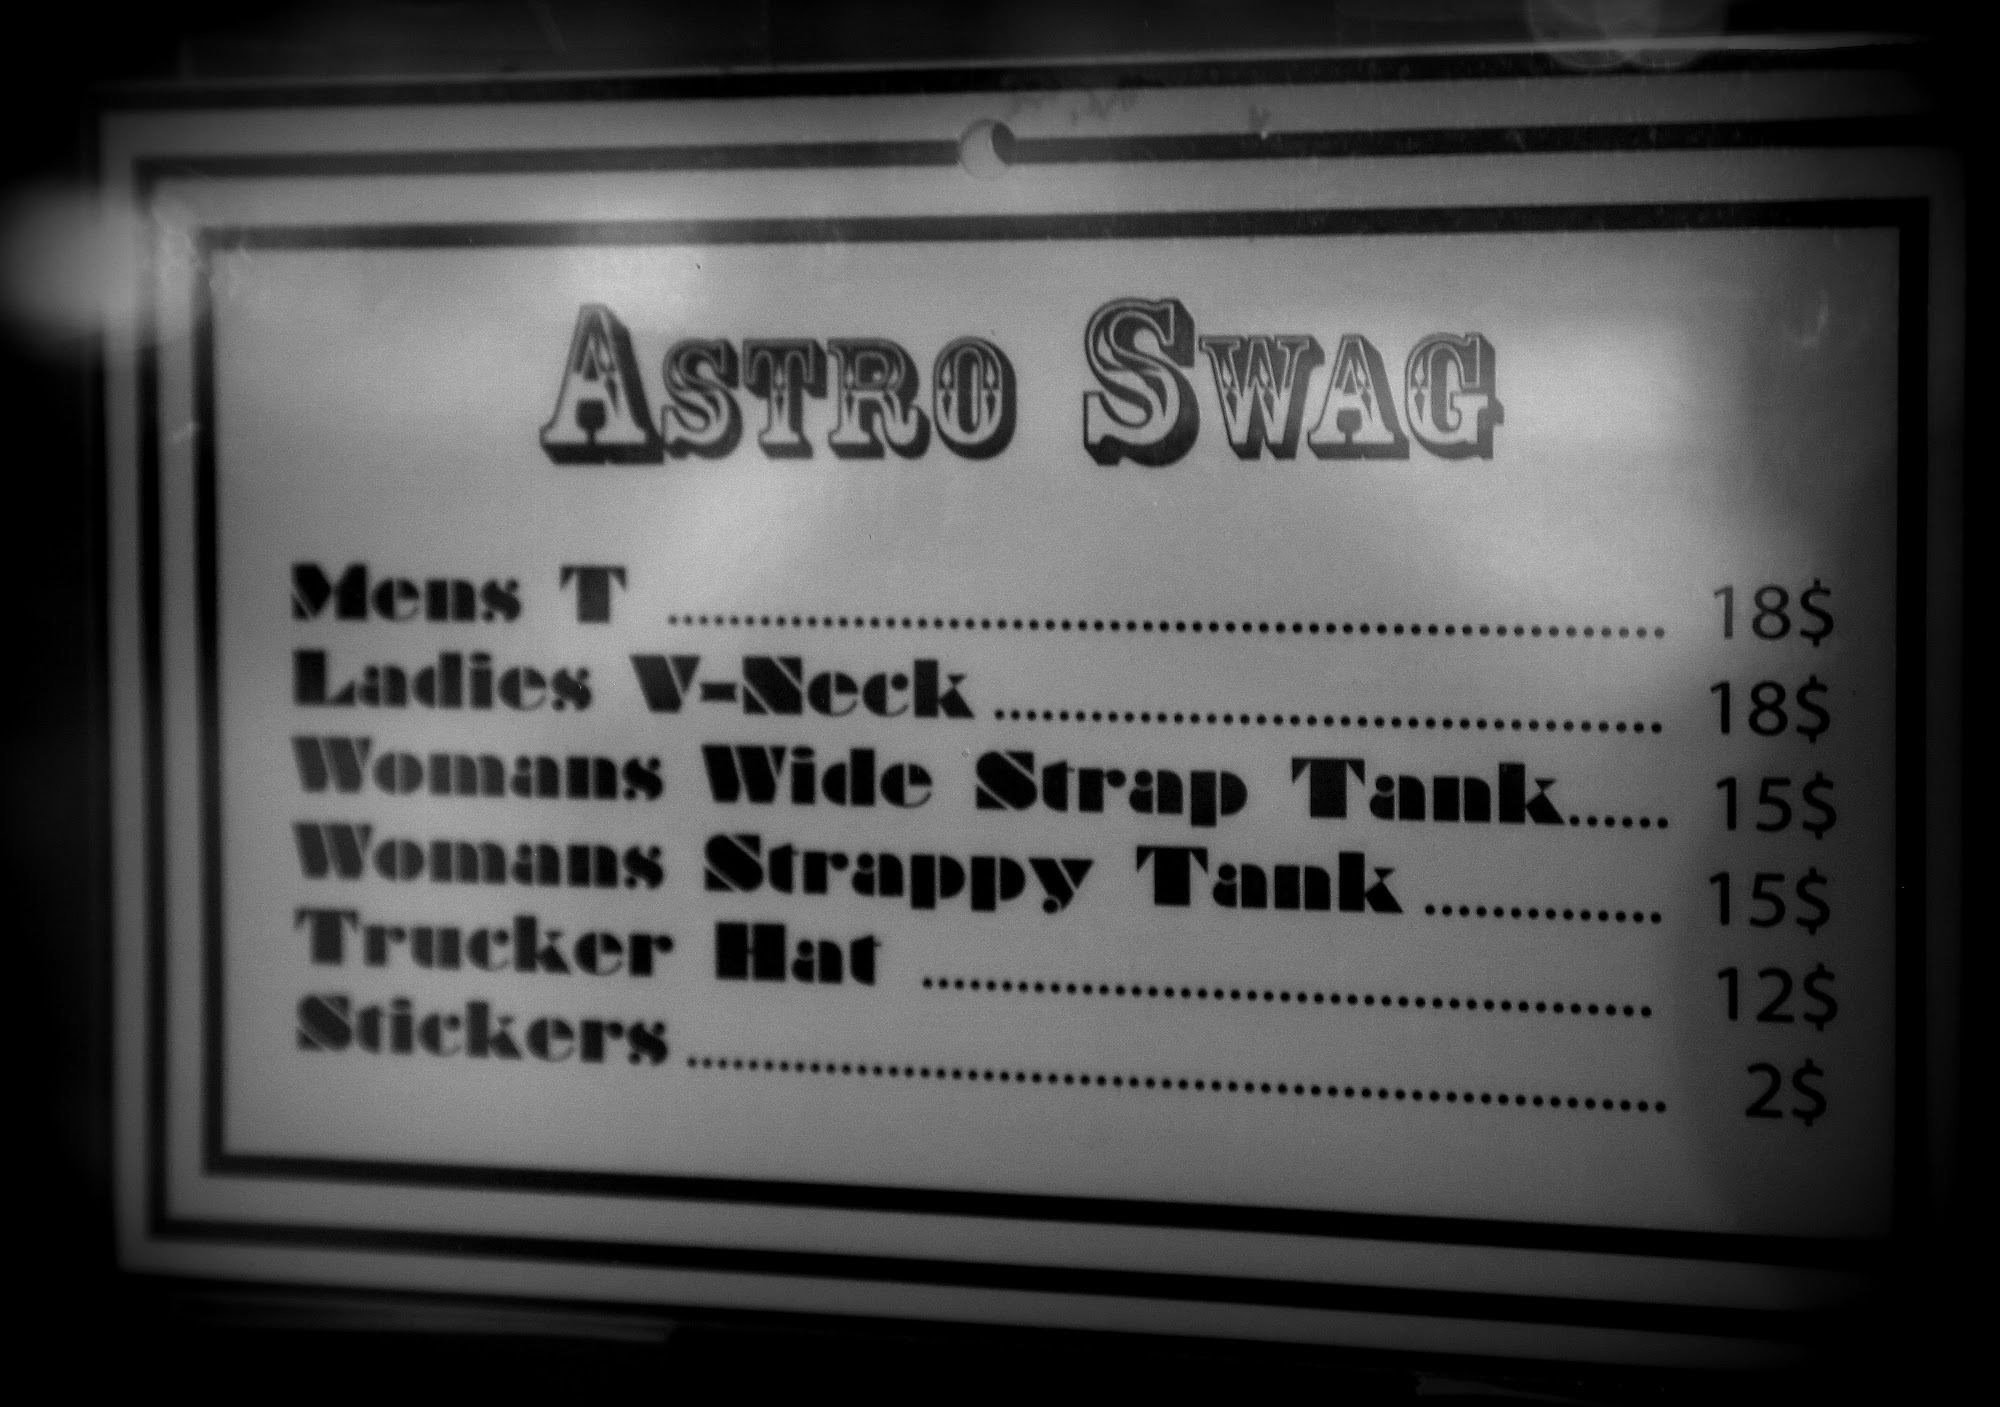 Astro Swag
Mens T ........................................................................ 18$
Ladies V-Neck ................................................ 18$
Womans Wide Strap Tank...... 15$
Womans Strappy Tank ............... 15$
Trucker Hat .............................................. 12$
Stickers ............................................................... 2$